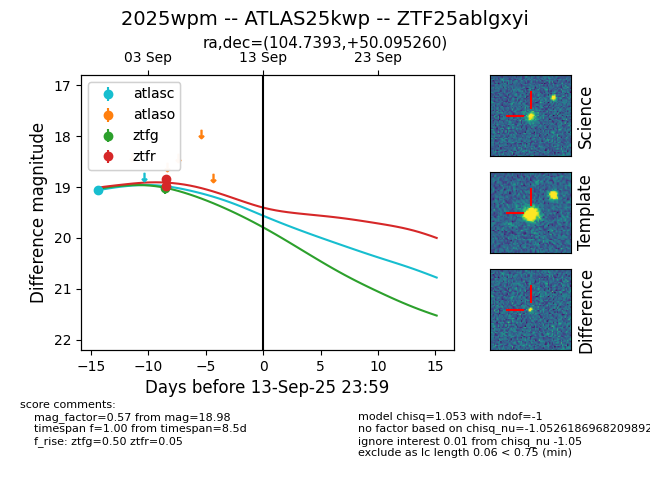 2025wpm -- ATLAS25kwp -- ZTF25ablgxyi
ra,dec=(104.7393,+50.095260)
03 Sep 13 Sep 23 Sep
atlasc
atlaso
ztfg
ztfr
17
18
19
20
21
22
Difference magnitude
−15 −10 −5 0 5 10 15
Days before 13-Sep-25 23:59
Science
Template
Difference
score comments:
mag_factor=0.57 from mag=18.98
timespan f=1.00 from timespan=8.5d
f_rise: ztfg=0.50 ztfr=0.05
model chisq=1.053 with ndof=-1
no factor based on chisq_nu=-1.0526186968209892
ignore interest 0.01 from chisq_nu -1.05
exclude as lc length 0.06 < 0.75 (min)